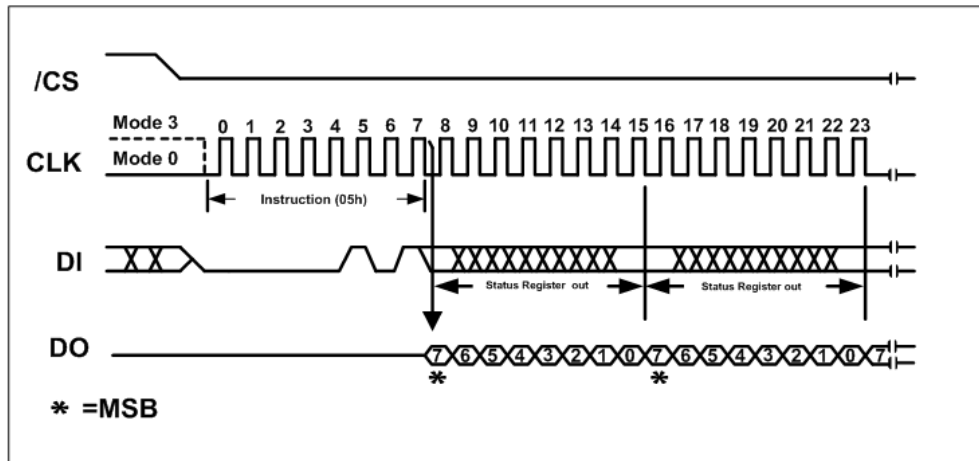 /CS
Mode 3
0 1 2 3 4 5 6 7 8 9 10 11 12 13 14 15 16 17 18 19 20 21 22 23
CLK
Mode 0
Instruction (05h)
DI
Status Register out
Status Register out
DO
7 6 5 4 3 2 1 0 7 6 5 4 3 2 1 0 7
* *
* =MSB